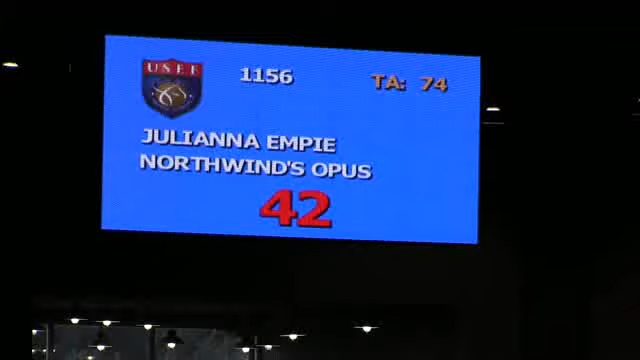 USEF
1156
TA: 74
JULIANNA EMPIE
NORTHWIND'S OPUS
42